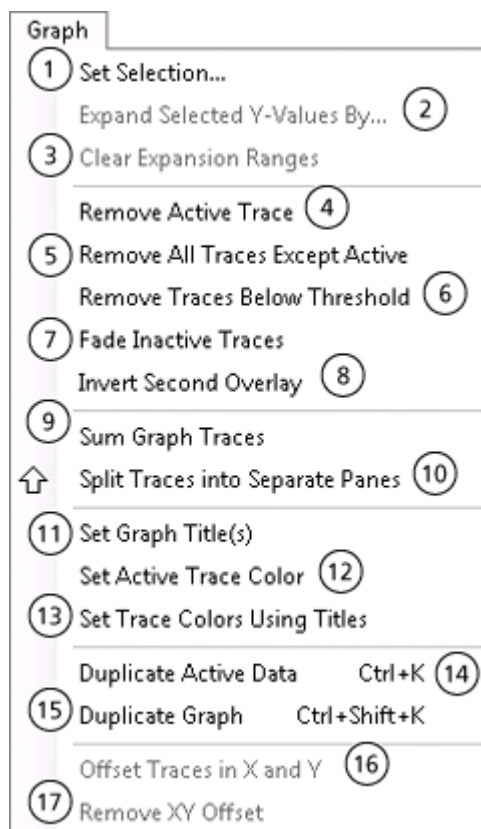 Graph
1 Set Selection...
Expand Selected Y-Values By... 2
3 Clear Expansion Ranges
Remove Active Trace 4
5 Remove All Traces Except Active
Remove Traces Below Threshold 6
7 Fade Inactive Traces
Invert Second Overlay 8
9 Sum Graph Traces
Split Traces into Separate Panes 10
11 Set Graph Title(s)
Set Active Trace Color 12
13 Set Trace Colors Using Titles
Duplicate Active Data Ctrl+K 14
15 Duplicate Graph Ctrl+Shift+K
Offset Traces in X and Y 16
17 Remove XY Offset